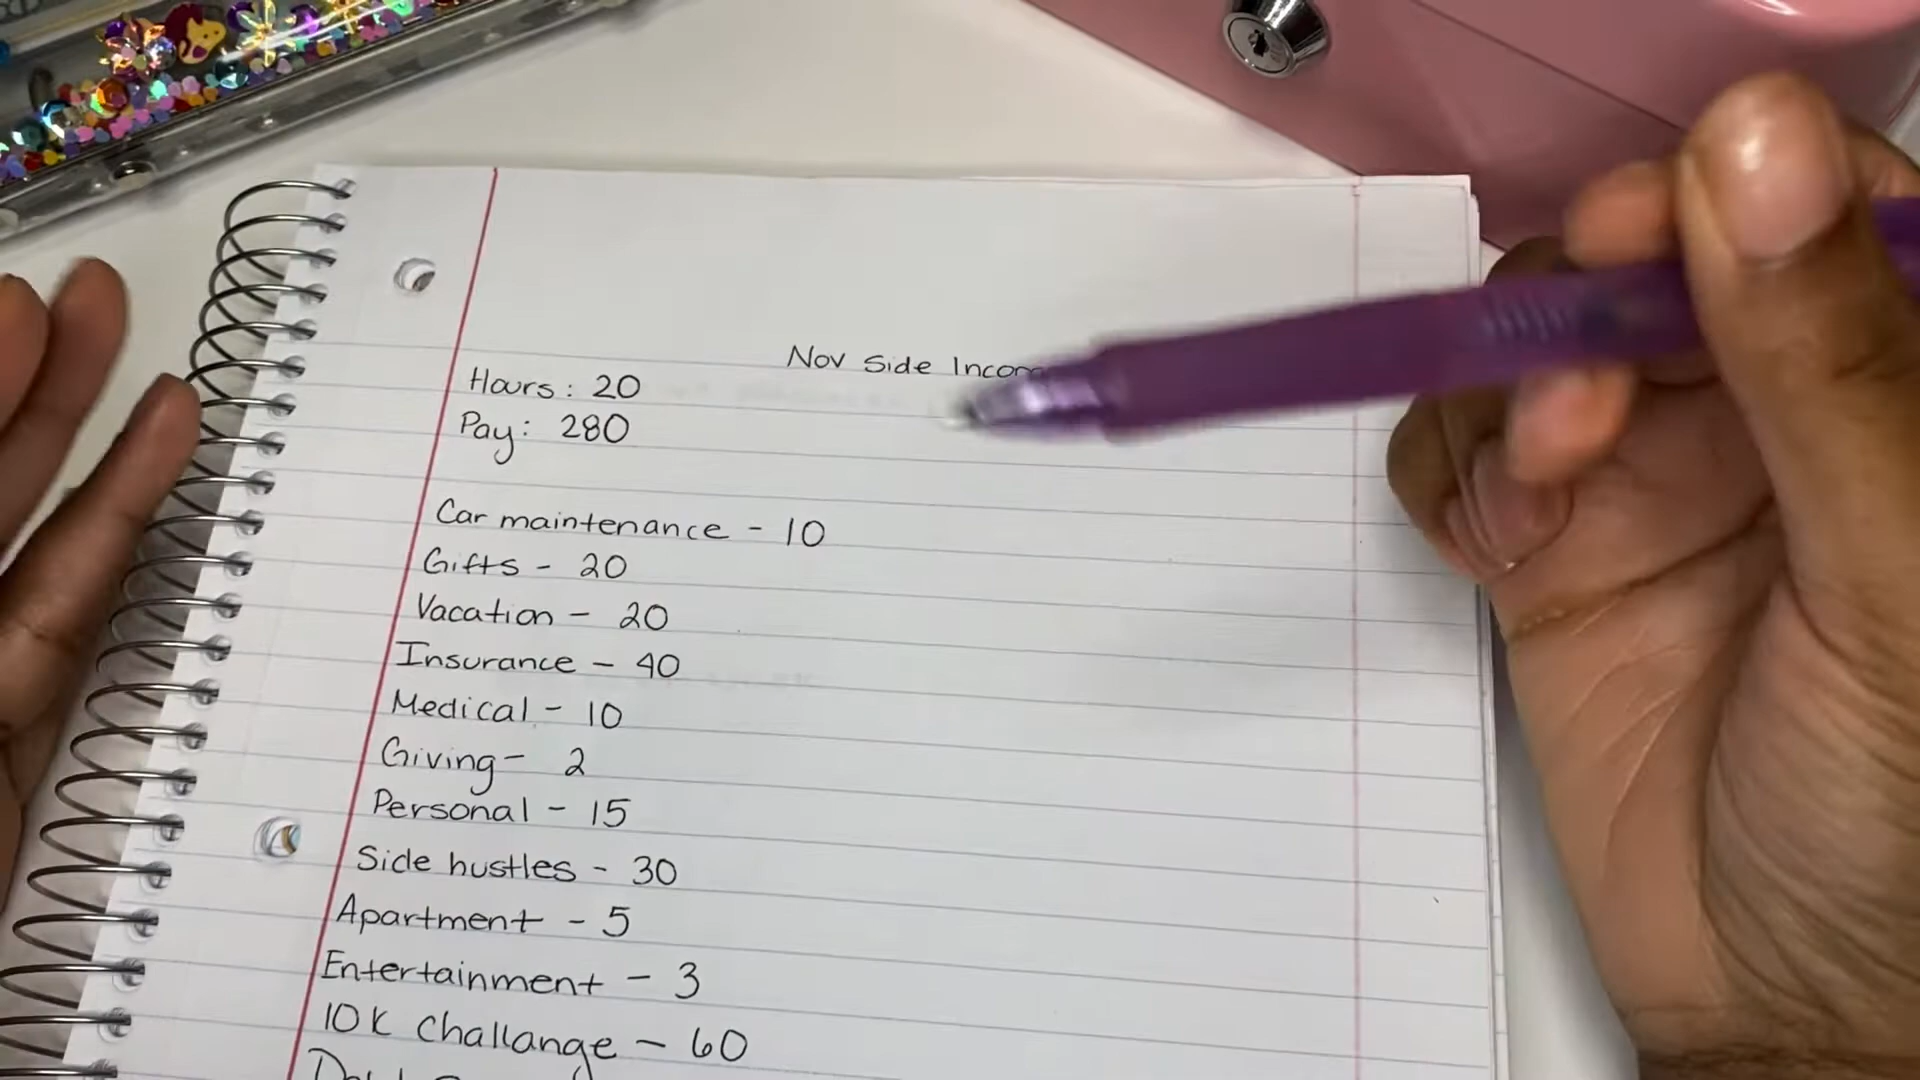 Nov Side
Hours: 20
Pay: 280
Car maintenance - 10
Gifts - 20
Vacation - 20
Insurance - 40
Medical - 10
Giving - 2
Personal - 15
Side hustles - 30
Apartment - 5
Entertainment - 3
10K Challange - 60